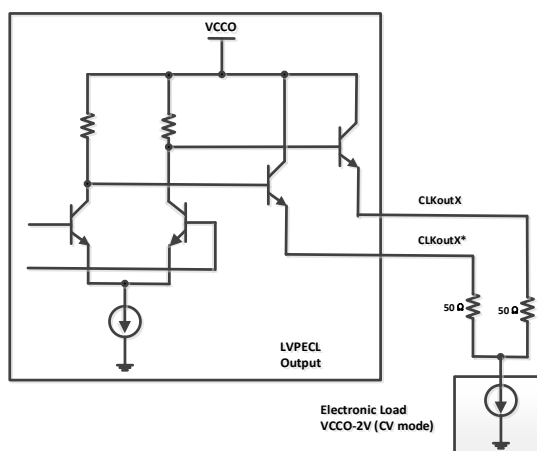 VCCO
CLKoutX
CLKoutX*
50 Ω
50 Ω
LVPECL
Output
Electronic Load
VCCO-2V (CV mode)